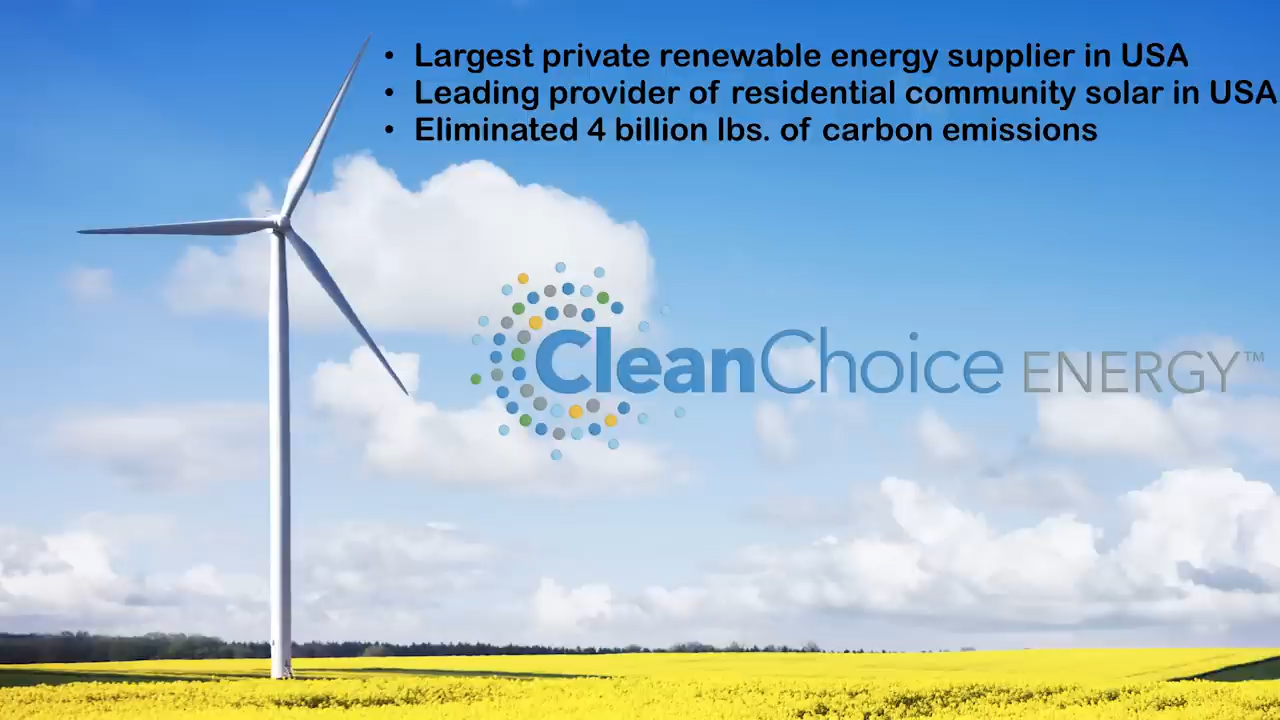 • Largest private renewable energy supplier in USA
• Leading provider of residential community solar in USA
• Eliminated 4 billion lbs. of carbon emissions
CleanChoice ENERGY™